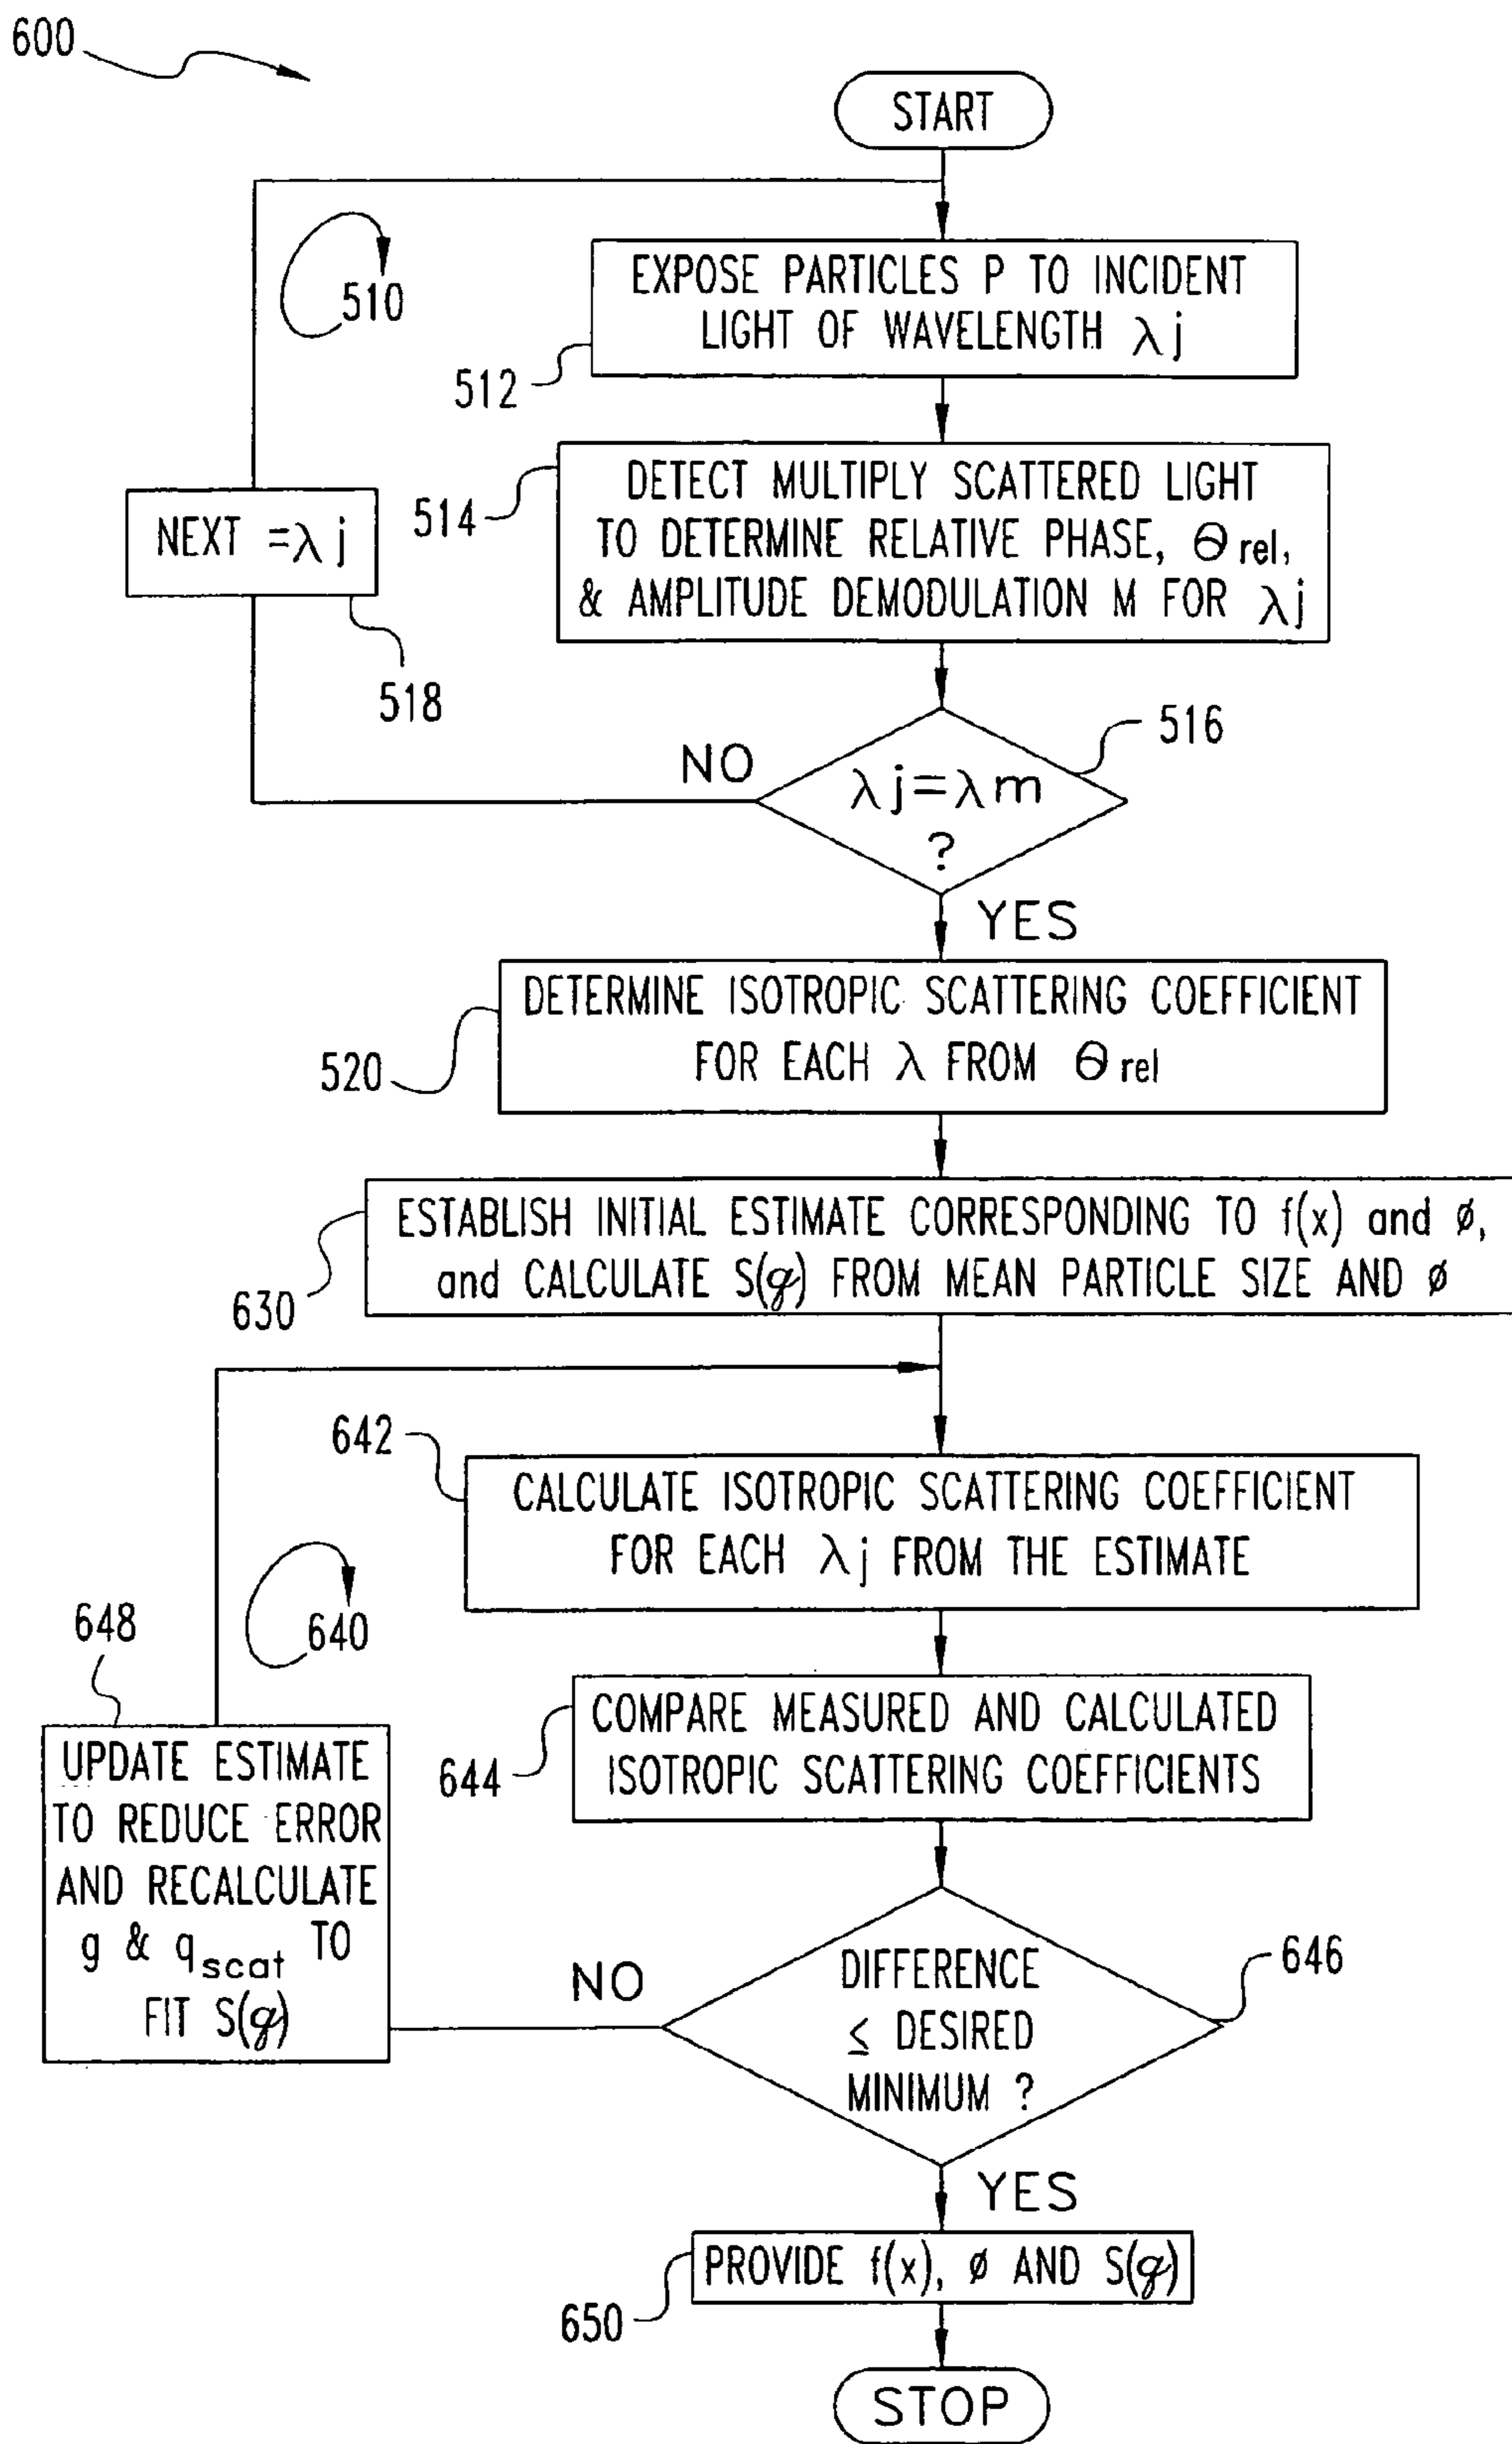 600
START
510
EXPOSE PARTICLES P TO INCIDENT
LIGHT OF WAVELENGTH λj
512
DETECT MULTIPLY SCATTERED LIGHT
TO DETERMINE RELATIVE PHASE, Θrel,
& AMPLITUDE DEMODULATION M FOR λj
514
NEXT =λj
518
516
λj=λm
?
NO
YES
DETERMINE ISOTROPIC SCATTERING COEFFICIENT
FOR EACH λ FROM Θrel
520
ESTABLISH INITIAL ESTIMATE CORRESPONDING TO f(x) and ø,
and CALCULATE S(g) FROM MEAN PARTICLE SIZE AND ø
630
642
CALCULATE ISOTROPIC SCATTERING COEFFICIENT
FOR EACH λj FROM THE ESTIMATE
640
648
COMPARE MEASURED AND CALCULATED
ISOTROPIC SCATTERING COEFFICIENTS
644
UPDATE ESTIMATE
TO REDUCE ERROR
AND RECALCULATE
g & qscat TO
FIT S(g)
NO
DIFFERENCE
≤ DESIRED
MINIMUM ?
646
YES
PROVIDE f(x), ø AND S(g)
650
STOP